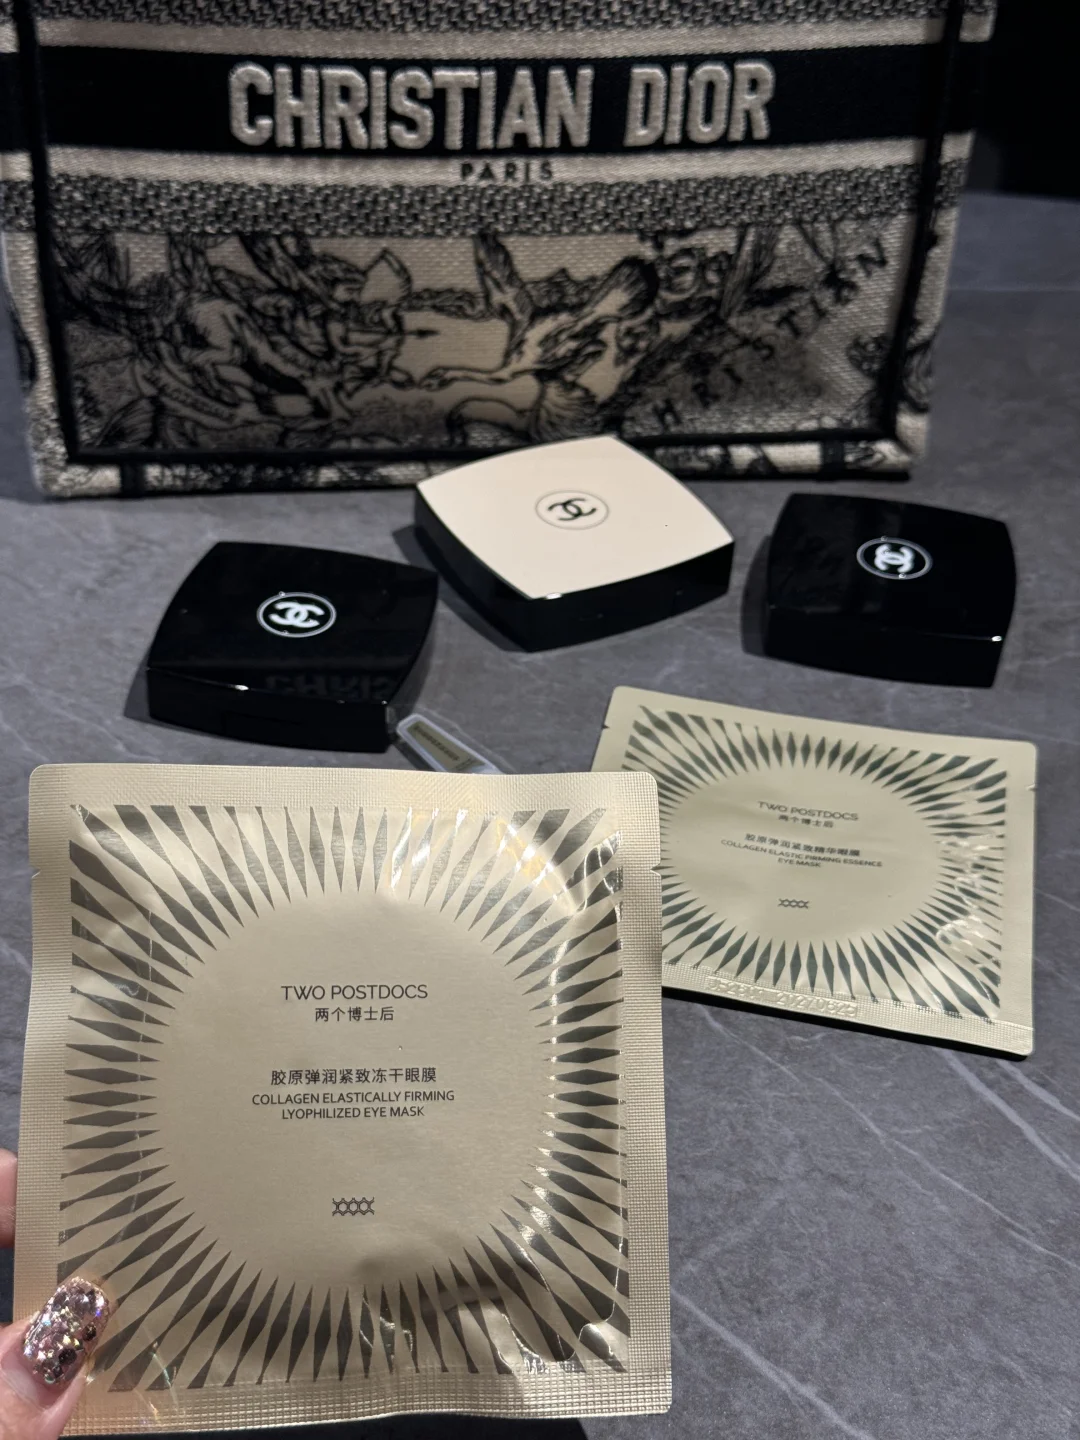 CHRISTIAN DIOR
PARIS
TWO POSTDOCS
两个博士后
胶原弹润紧致精华眼膜
COLLAGEN ELASTIC FIRMING ESSENCE
EYE MASK
TWO POSTDOCS
两个博士后
胶原弹润紧致冻干眼膜
COLLAGEN ELASTICALLY FIRMING
LYOPHILIZED EYE MASK